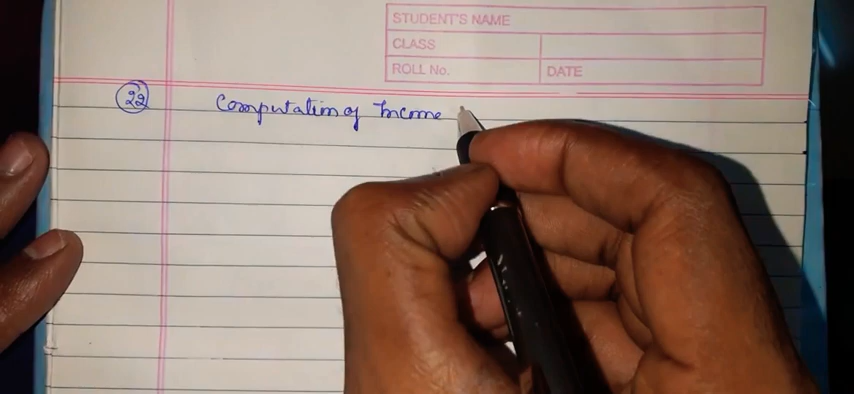 STUDENT'S NAME
CLASS
ROLL No. DATE
22 Computation of Income